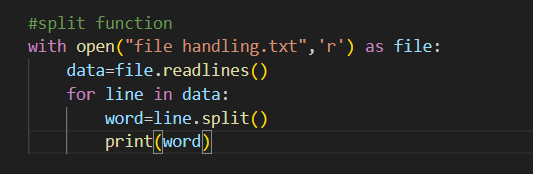 #split function
with open("file handling.txt",'r') as file:
    data=file.readlines()
    for line in data:
        word=line.split()
        print(word)